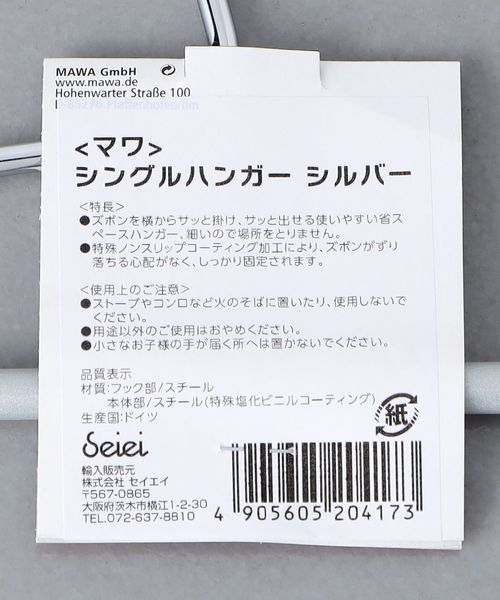 MAWA GmbH
www.mawa.de
Hohenwarter Straße 100
D-85276 Pfaffenhofen/Ilm
<マワ>
シングルハンガー シルバー
<特長>
●ズボンを横からサッと掛け、サッと出せる使いやすい省ス
ペースハンガー、細いので場所をとりません。
●特殊ノンスリップコーティング加工により、ズボンがずり
落ちる心配がなく、しっかり固定されます。
<使用上のご注意>
●ストーブやコンロなど火のそばに置いたり、使用しないで
ください。
●用途以外のご使用はおやめください。
●小さなお子様の手が届く所へは置かないでください。
品質表示
材質:フック部/スチール
本体部/スチール(特殊塩化ビニルコーティング)
生産国:ドイツ
紙
Seiei
輸入販売元
株式会社 セイエイ
〒567-0865
大阪府茨木市横江1-2-30
TEL.072-637-8810
4 905605 204173